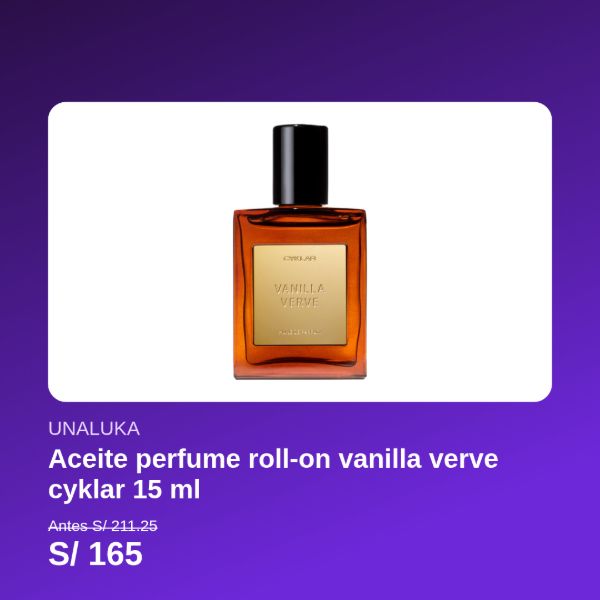 CYKLAR
VANILLA
VERVE
UNALUKA
Aceite perfume roll-on vanilla verve
cyklar 15 ml
Antes S/ 211.25
S/ 165